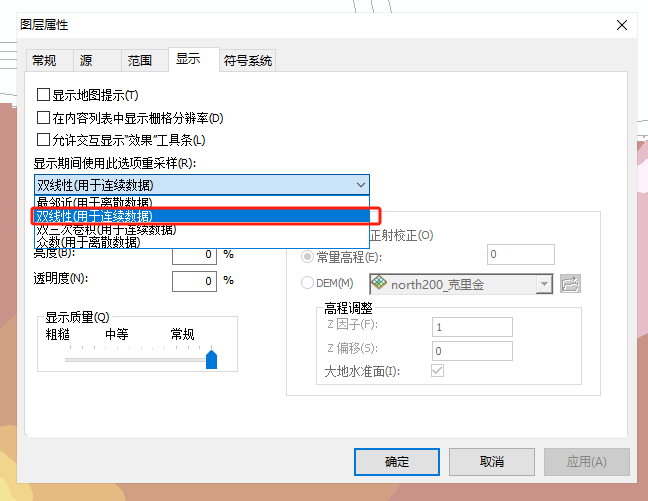 图层属性
常规 源 范围 显示 符号系统
显示地图提示(T)
在内容列表中显示栅格分辨率(D)
允许交互显示“效果”工具条(L)
显示期间使用此选项重采样(R):
双线性(用于连续数据)
最邻近(用于离散数据)
双线性(用于连续数据)
双三次卷积(用于连续数据)
众数(用于离散数据)
亮度(B): 0 %
透明度(N): 0 %
显示质量(Q)
粗糙 中等 常规
正射校正(O)
常量高程(E): 0
DEM(M) north200_克里金
高程调整
Z 因子(F): 1
Z 偏移(S): 0
大地水准面(I):
确定 取消 应用(A)